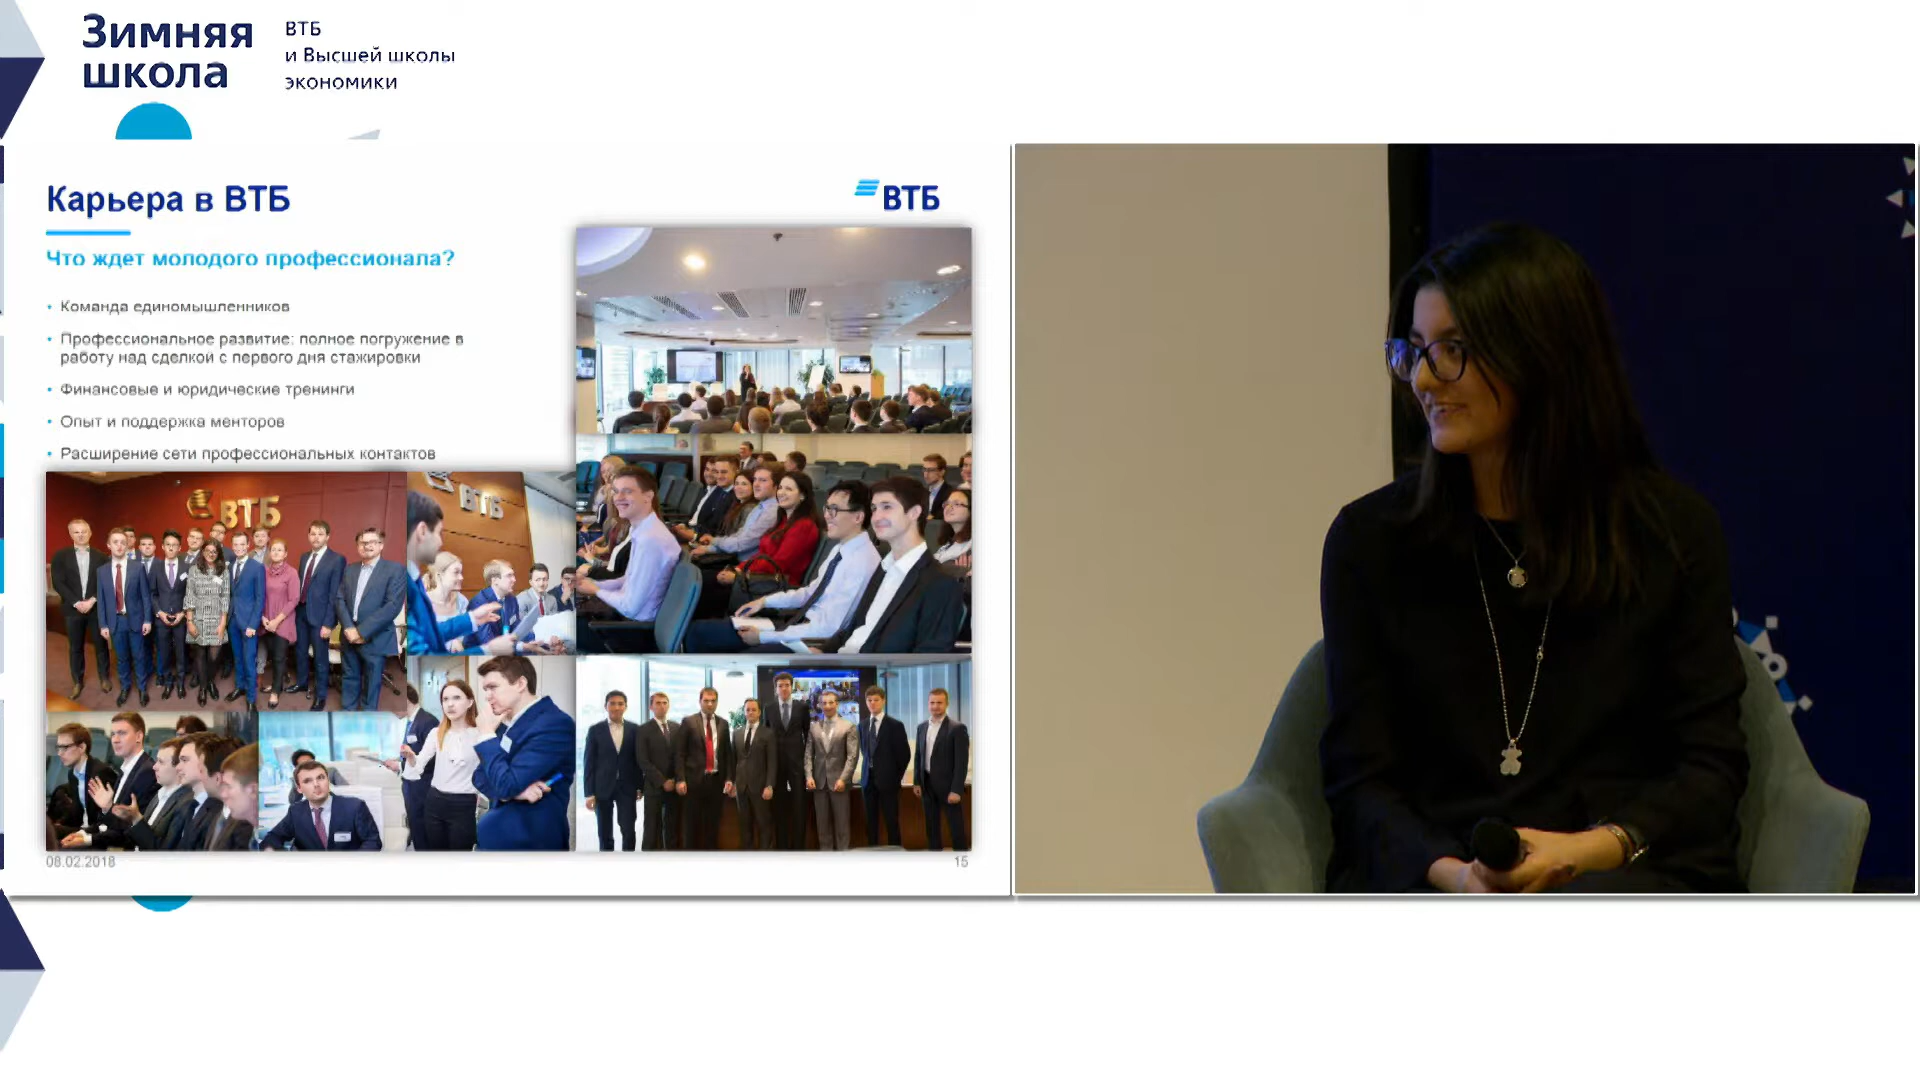 Зимняя
школа
ВТБ
и Высшей школы
экономики
Карьера в ВТБ
ВТБ
Что ждет молодого профессионала?
• Команда единомышленников
• Профессиональное развитие: полное погружение в
работу над сделкой с первого дня стажировки
• Финансовые и юридические тренинги
• Опыт и поддержка менторов
• Расширение сети профессиональных контактов
ВТБ
ВТБ
08.02.2018
15